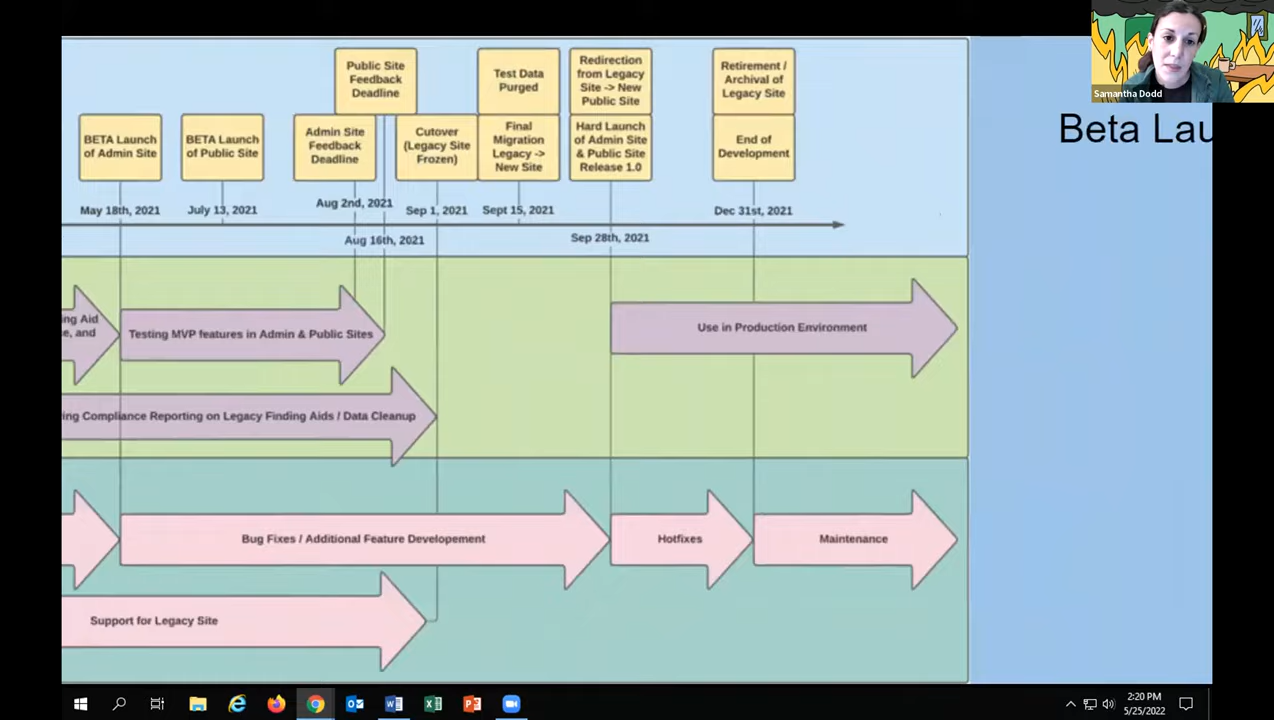 Samantha Dodd
Beta Lau
Public Site
Feedback
Deadline
Test Data
Purged
Redirection
from Legacy
Site -> New
Public Site
Retirement /
Archival of
Legacy Site
BETA Launch
of Admin Site
BETA Launch
of Public Site
Admin Site
Feedback
Deadline
Cutover
(Legacy Site
Frozen)
Final
Migration
Legacy ->
New Site
Hard Launch
of Admin Site
& Public Site
Release 1.0
End of
Development
May 18th, 2021
July 13, 2021
Aug 2nd, 2021
Sep 1, 2021
Sept 15, 2021
Dec 31st, 2021
Aug 16th, 2021
Sep 28th, 2021
ng Aid
e, and
Testing MVP features in Admin & Public Sites
Use in Production Environment
ing Compliance Reporting on Legacy Finding Aids / Data Cleanup
Bug Fixes / Additional Feature Developement
Hotfixes
Maintenance
Support for Legacy Site
2:20 PM
5/25/2022